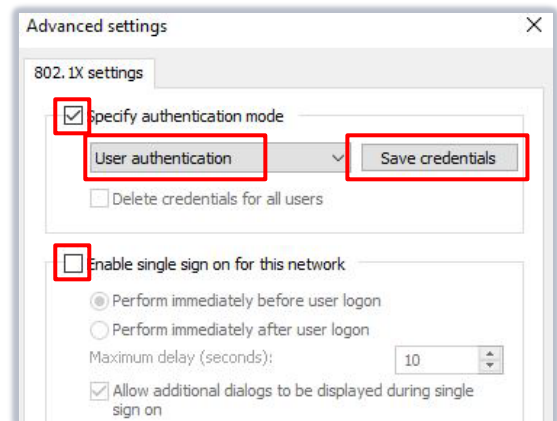 Advanced settings
802.1X settings
Specify authentication mode
User authentication
Save credentials
Delete credentials for all users
Enable single sign on for this network
Perform immediately before user logon
Perform immediately after user logon
Maximum delay (seconds):
10
Allow additional dialogs to be displayed during single
sign on